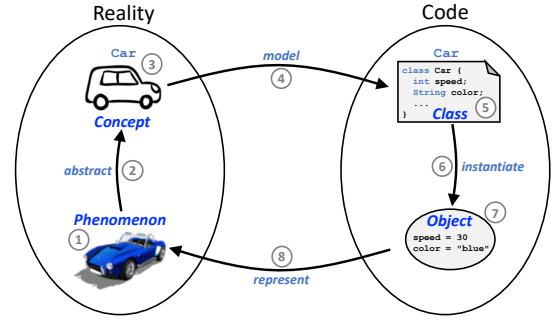 Reality
Code
Car
3
Concept
model
4
Car
class Car {
int speed;
String color;
...
}
5
Class
abstract
2
6
instantiate
Phenomenon
1
Object
7
speed = 30
color = "blue"
8
represent